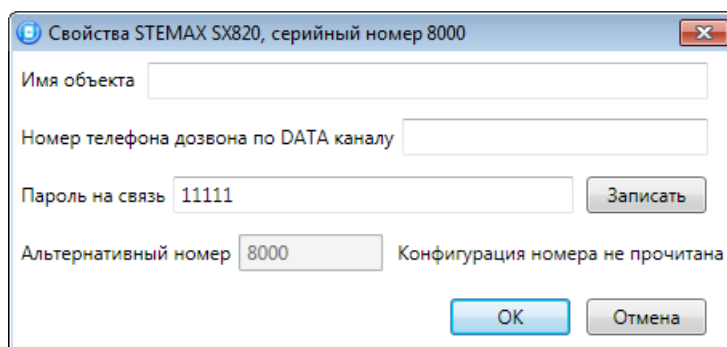 Свойства STEMAX SX820, серийный номер 8000
Имя объекта
Номер телефона дозвона по DATA каналу
Пароль на связь 11111 Записать
Альтернативный номер 8000 Конфигурация номера не прочитана
OK Отмена